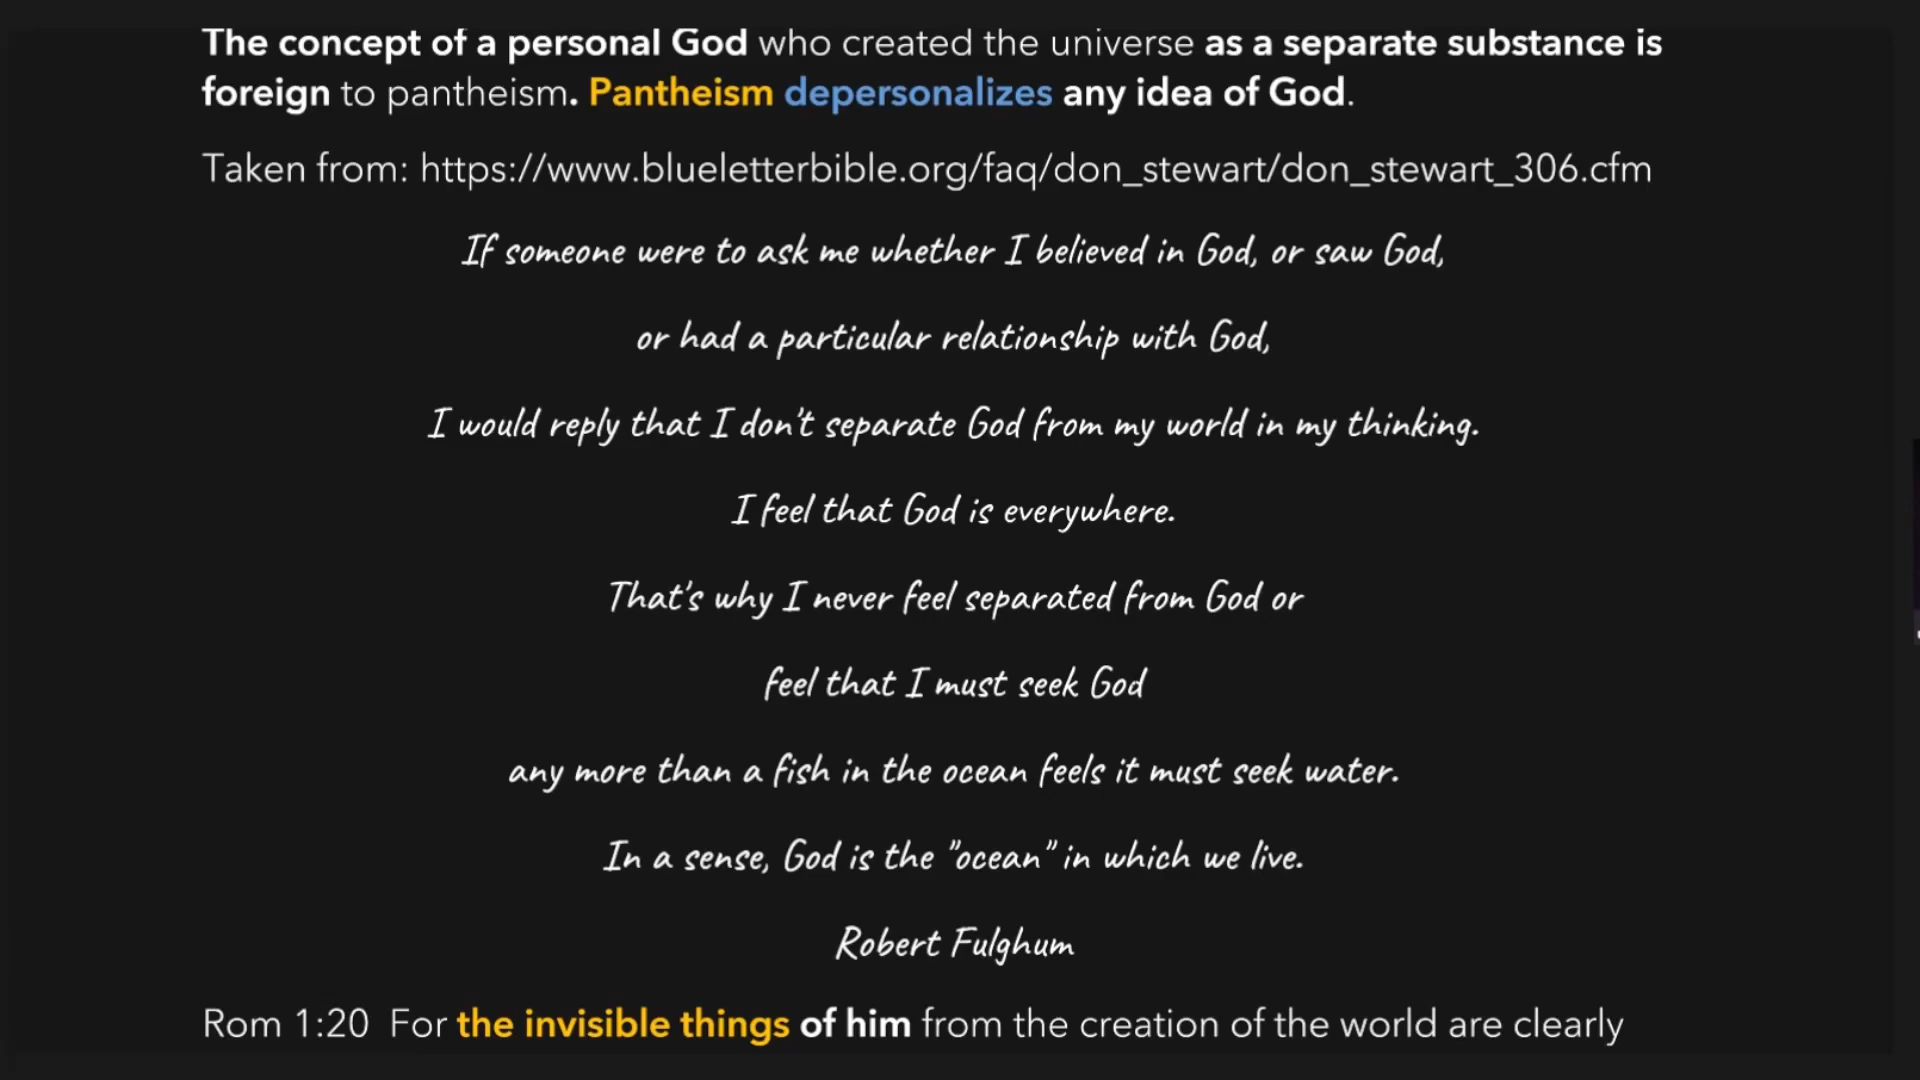 The concept of a personal God who created the universe as a separate substance is
foreign to pantheism. Pantheism depersonalizes any idea of God.
Taken from: https://www.blueletterbible.org/faq/don_stewart/don_stewart_306.cfm
If someone were to ask me whether I believed in God, or saw God,
or had a particular relationship with God,
I would reply that I don't separate God from my world in my thinking.
I feel that God is everywhere.
That's why I never feel separated from God or
feel that I must seek God
any more than a fish in the ocean feels it must seek water.
In a sense, God is the "ocean" in which we live.
Robert Fulghum
Rom 1:20  For the invisible things of him from the creation of the world are clearly